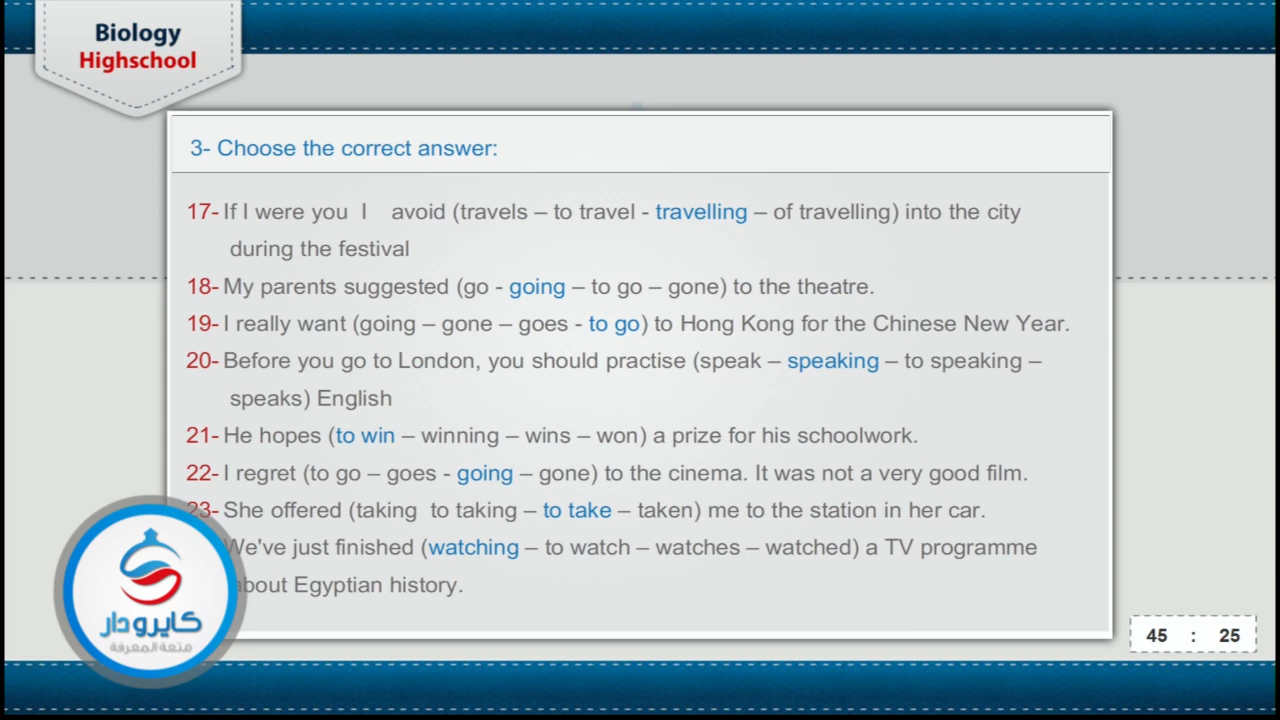 Biology
Highschool
3- Choose the correct answer:
17- If I were you I avoid (travels – to travel - travelling – of travelling) into the city
during the festival
18- My parents suggested (go - going – to go – gone) to the theatre.
19- I really want (going – gone – goes - to go) to Hong Kong for the Chinese New Year.
20- Before you go to London, you should practise (speak – speaking – to speaking –
speaks) English
21- He hopes (to win – winning – wins – won) a prize for his schoolwork.
22- I regret (to go – goes - going – gone) to the cinema. It was not a very good film.
23- She offered (taking to taking – to take – taken) me to the station in her car.
We've just finished (watching – to watch – watches – watched) a TV programme
about Egyptian history.
كايرودار
متعة المعرفة
45 : 25